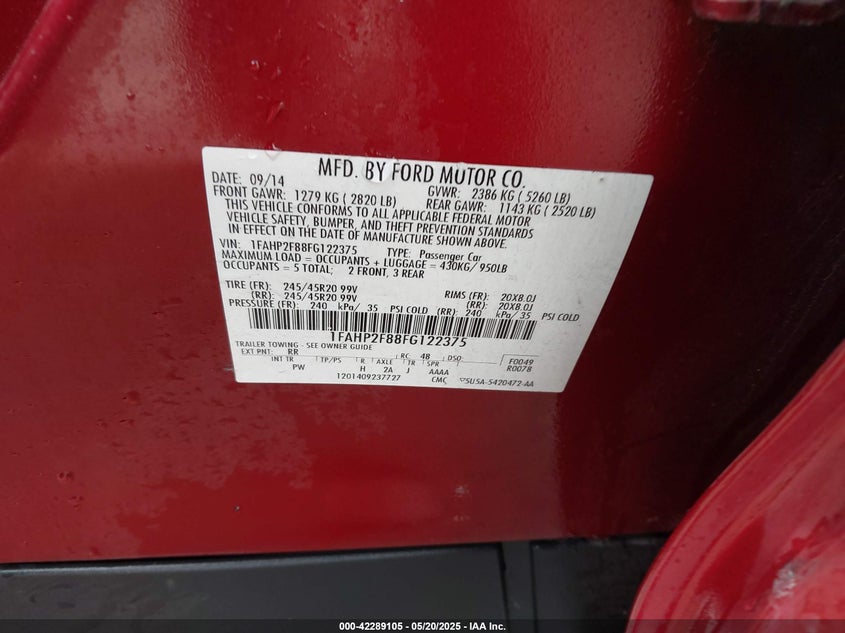 MFD. BY FORD MOTOR CO.
DATE: 09/14 GVWR: 2386 KG ( 5260 LB)
FRONT GAWR: 1279 KG ( 2820 LB) REAR GAWR: 1143 KG ( 2520 LB)
THIS VEHICLE CONFORMS TO ALL APPLICABLE FEDERAL MOTOR
VEHICLE SAFETY, BUMPER, AND THEFT PREVENTION STANDARDS
IN EFFECT ON THE DATE OF MANUFACTURE SHOWN ABOVE.
VIN: 1FAHP2F88FG122375 TYPE: Passenger Car
MAXIMUM LOAD = OCCUPANTS + LUGGAGE = 430KG/ 950LB
OCCUPANTS = 5 TOTAL; 2 FRONT, 3 REAR
TIRE (FR): 245/45R20 99V RIMS (FR): 20X8.0J
(RR): 245/45R20 99V (RR): 20X8.0J
PRESSURE (FR): 240 kPa/ 35 PSI COLD (RR): 240 kPa/ 35 PSI COLD
1FAHP2F88FG122375
TRAILER TOWING - SEE OWNER GUIDE
EXT PNT: RR RC: 48 DSO: F0049
INT TR TP/PS R AXLE TR SPR R0078
PW H 2A J AAAA
1201409237727 CMC 5U5A-5420472-AA
000-42289105 - 05/20/2025 - IAA Inc.